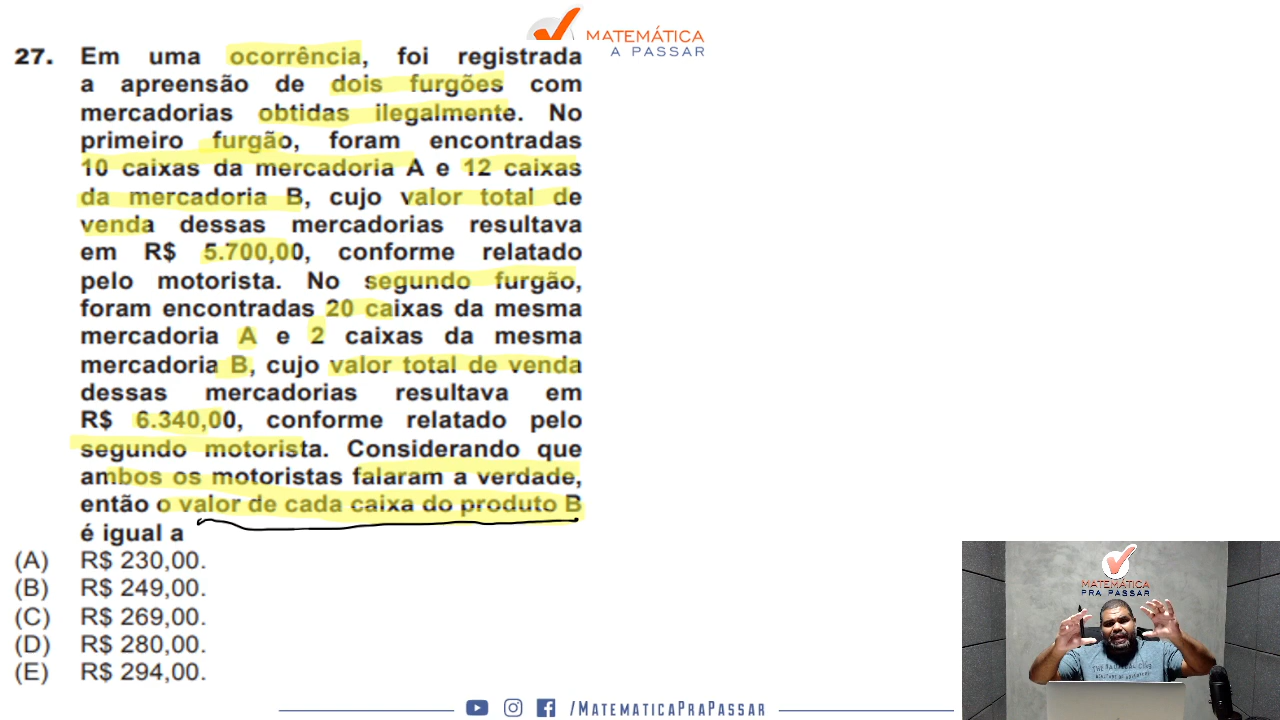 MATEMÁTICA
A PASSAR
27. Em uma ocorrência, foi registrada
a apreensão de dois furgões com
mercadorias obtidas ilegalmente. No
primeiro furgão, foram encontradas
10 caixas da mercadoria A e 12 caixas
da mercadoria B, cujo valor total de
venda dessas mercadorias resultava
em R$ 5.700,00, conforme relatado
pelo motorista. No segundo furgão,
foram encontradas 20 caixas da mesma
mercadoria A e 2 caixas da mesma
mercadoria B, cujo valor total de venda
dessas mercadorias resultava em
R$ 6.340,00, conforme relatado pelo
segundo motorista. Considerando que
ambos os motoristas falaram a verdade,
então o valor de cada caixa do produto B
é igual a
(A) R$ 230,00.
(B) R$ 249,00.
(C) R$ 269,00.
(D) R$ 280,00.
(E) R$ 294,00.
MATEMÁTICA
PRA PASSAR
/MATEMATICAPRAPASSAR